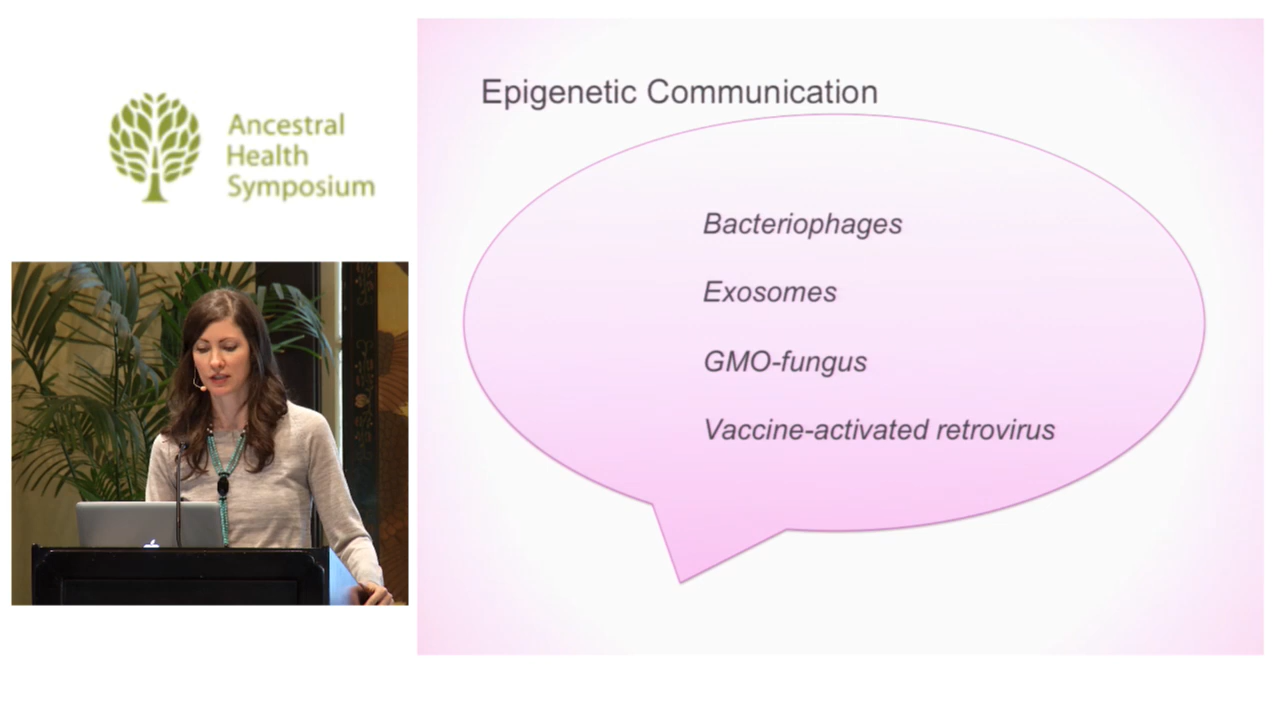 Ancestral
Health
Symposium
Epigenetic Communication
Bacteriophages
Exosomes
GMO-fungus
Vaccine-activated retrovirus